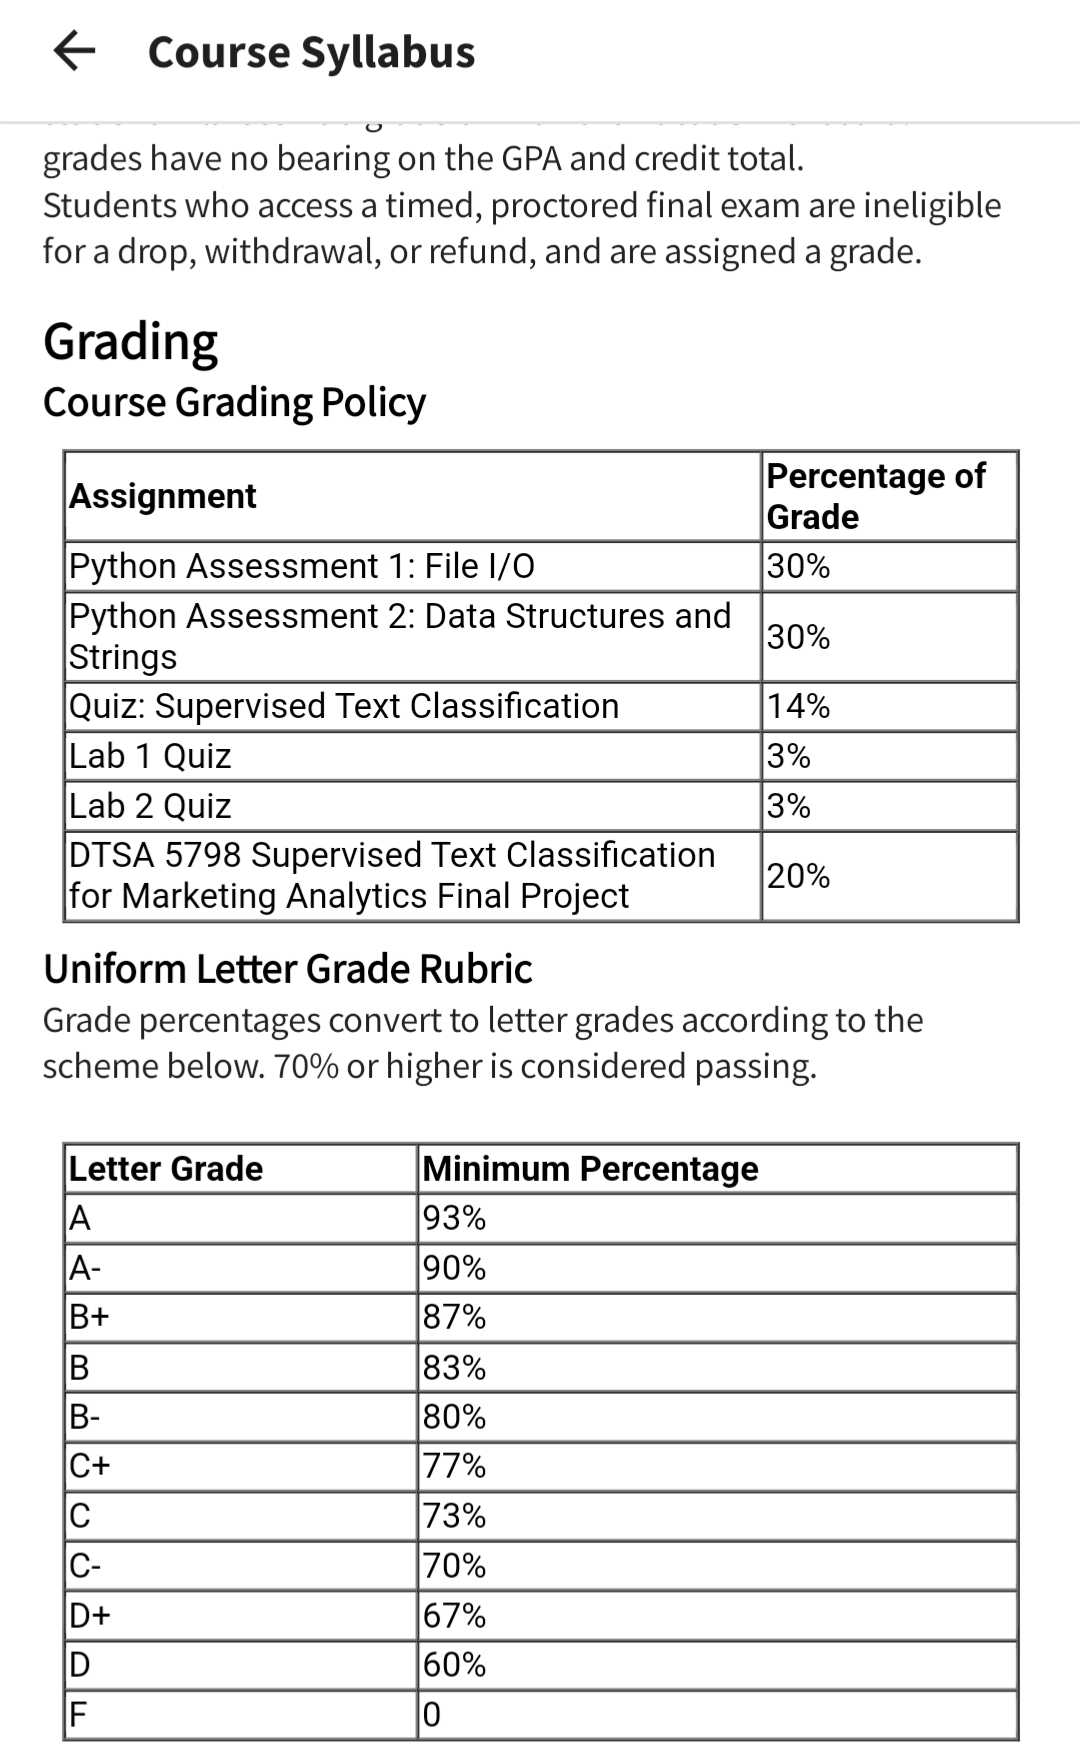 Course Syllabus
grades have no bearing on the GPA and credit total.
Students who access a timed, proctored final exam are ineligible
for a drop, withdrawal, or refund, and are assigned a grade.
Grading
Course Grading Policy
Assignment
Percentage of
Grade
Python Assessment 1: File I/O
30%
Python Assessment 2: Data Structures and
Strings
30%
Quiz: Supervised Text Classification
14%
Lab 1 Quiz
3%
Lab 2 Quiz
3%
DTSA 5798 Supervised Text Classification
for Marketing Analytics Final Project
20%
Uniform Letter Grade Rubric
Grade percentages convert to letter grades according to the
scheme below. 70% or higher is considered passing.
Letter Grade
Minimum Percentage
A
93%
A-
90%
B+
87%
B
83%
B-
80%
C+
77%
C
73%
C-
70%
D+
67%
D
60%
F
0